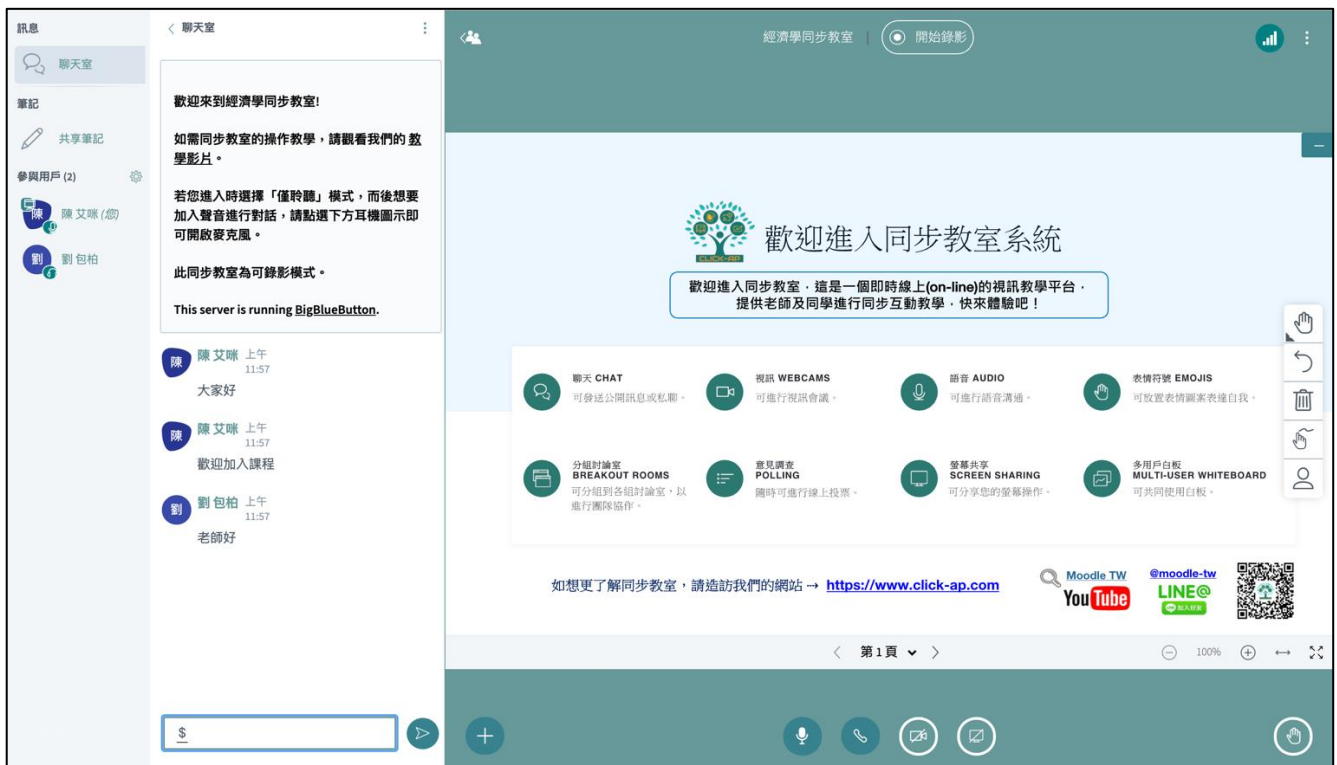 訊息
聊天室
筆記
共享筆記
參與用戶 (2)
陳
陳 艾咪 (您)
劉
劉 包柏
聊天室
歡迎來到經濟學同步教室!
如需同步教室的操作教學，請觀看我們的 教
學影片。
若您進入時選擇「僅聆聽」模式，而後想要
加入聲音進行對話，請點選下方耳機圖示即
可開啟麥克風。
此同步教室為可錄影模式。
This server is running BigBlueButton.
陳
陳 艾咪 上午
11:57
大家好
陳
陳 艾咪 上午
11:57
歡迎加入課程
劉
劉 包柏 上午
11:57
老師好
$
經濟學同步教室
開始錄影
CLICK-AP
歡迎進入同步教室系統
歡迎進入同步教室，這是一個即時線上(on-line)的視訊教學平台，
提供老師及同學進行同步互動教學，快來體驗吧！
聊天 CHAT
可發送公開訊息或私聊。
視訊 WEBCAMS
可進行視訊會議。
語音 AUDIO
可進行語音溝通。
表情符號 EMOJIS
可放置表情圖案表達自我。
分組討論室
BREAKOUT ROOMS
可分組到各組討論室，以
進行團隊協作。
意見調查
POLLING
隨時可進行線上投票。
螢幕共享
SCREEN SHARING
可分享您的螢幕操作。
多用戶白板
MULTI-USER WHITEBOARD
可共同使用白板。
如想更了解同步教室，請造訪我們的網站⇢ https://www.click-ap.com
Moodle TW
YouTube
@moodle-tw
LINE@
加入好友
第1頁
100%